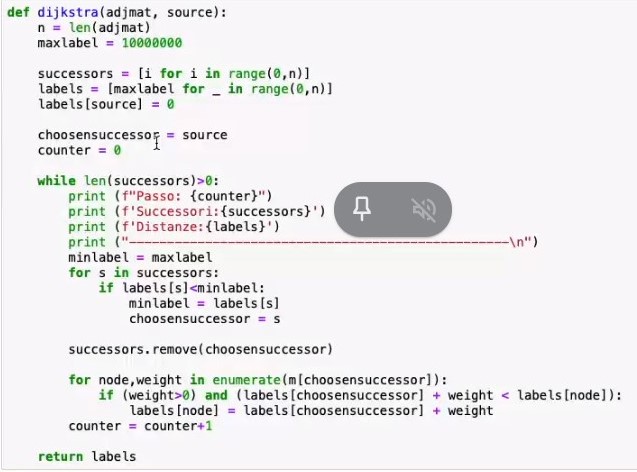 def dijkstra(adjmat, source):
    n = len(adjmat)
    maxlabel = 10000000
    successors = [i for i in range(0,n)]
    labels = [maxlabel for _ in range(0,n)]
    labels[source] = 0
    choosensuccessor = source
    counter = 0
    while len(successors)>0:
        print (f"Passo: {counter}")
        print (f'Successori:{successors}')
        print (f'Distanze:{labels}')
        print ("--------------------------------------------------\n")
        minlabel = maxlabel
        for s in successors:
            if labels[s]<minlabel:
                minlabel = labels[s]
                choosensuccessor = s
        successors.remove(choosensuccessor)
        for node,weight in enumerate(m[choosensuccessor]):
            if (weight>0) and (labels[choosensuccessor] + weight < labels[node]):
                labels[node] = labels[choosensuccessor] + weight
        counter = counter+1
    return labels